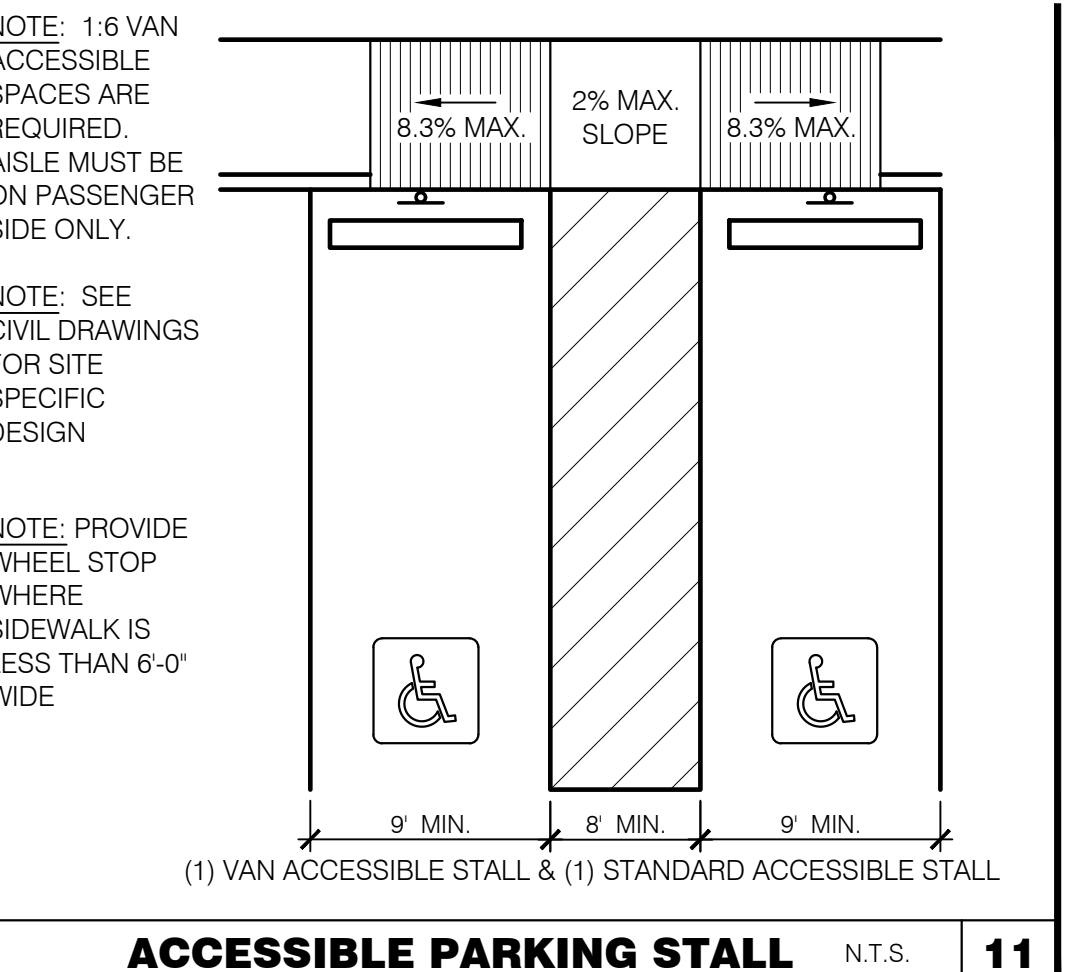 NOTE: 1:6 VAN
ACCESSIBLE
SPACES ARE
REQUIRED.
AISLE MUST BE
ON PASSENGER
SIDE ONLY.
NOTE: SEE
CIVIL DRAWINGS
FOR SITE
SPECIFIC
DESIGN
NOTE: PROVIDE
WHEEL STOP
WHERE
SIDEWALK IS
LESS THAN 6'-0"
WIDE
8.3% MAX.
2% MAX.
SLOPE
8.3% MAX.
9' MIN.
8' MIN.
9' MIN.
(1) VAN ACCESSIBLE STALL & (1) STANDARD ACCESSIBLE STALL
ACCESSIBLE PARKING STALL N.T.S. 11